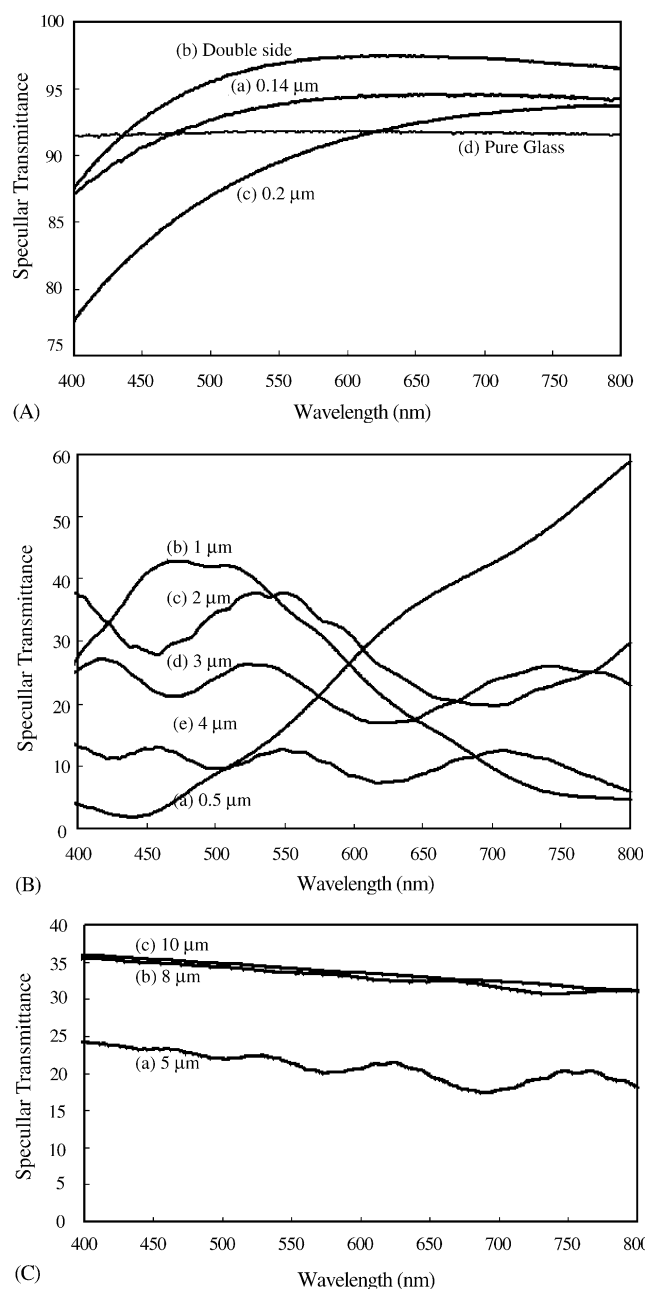 100
(b) Double side
95
(a) 0.14 μm
90
(d) Pure Glass
(c) 0.2 μm
85
80
75
Specullar Transmittance
400 450 500 550 600 650 700 750 800
(A)
Wavelength (nm)
60
50
(b) 1 μm
40
(c) 2 μm
30
(d) 3 μm
20
(e) 4 μm
10
(a) 0.5 μm
0
Specullar Transmittance
400 450 500 550 600 650 700 750 800
Wavelength (nm)
(B)
40
(c) 10 μm
35
(b) 8 μm
30
25
(a) 5 μm
20
15
10
5
0
Specullar Transmittance
400 450 500 550 600 650 700 750 800
Wavelength (nm)
(C)